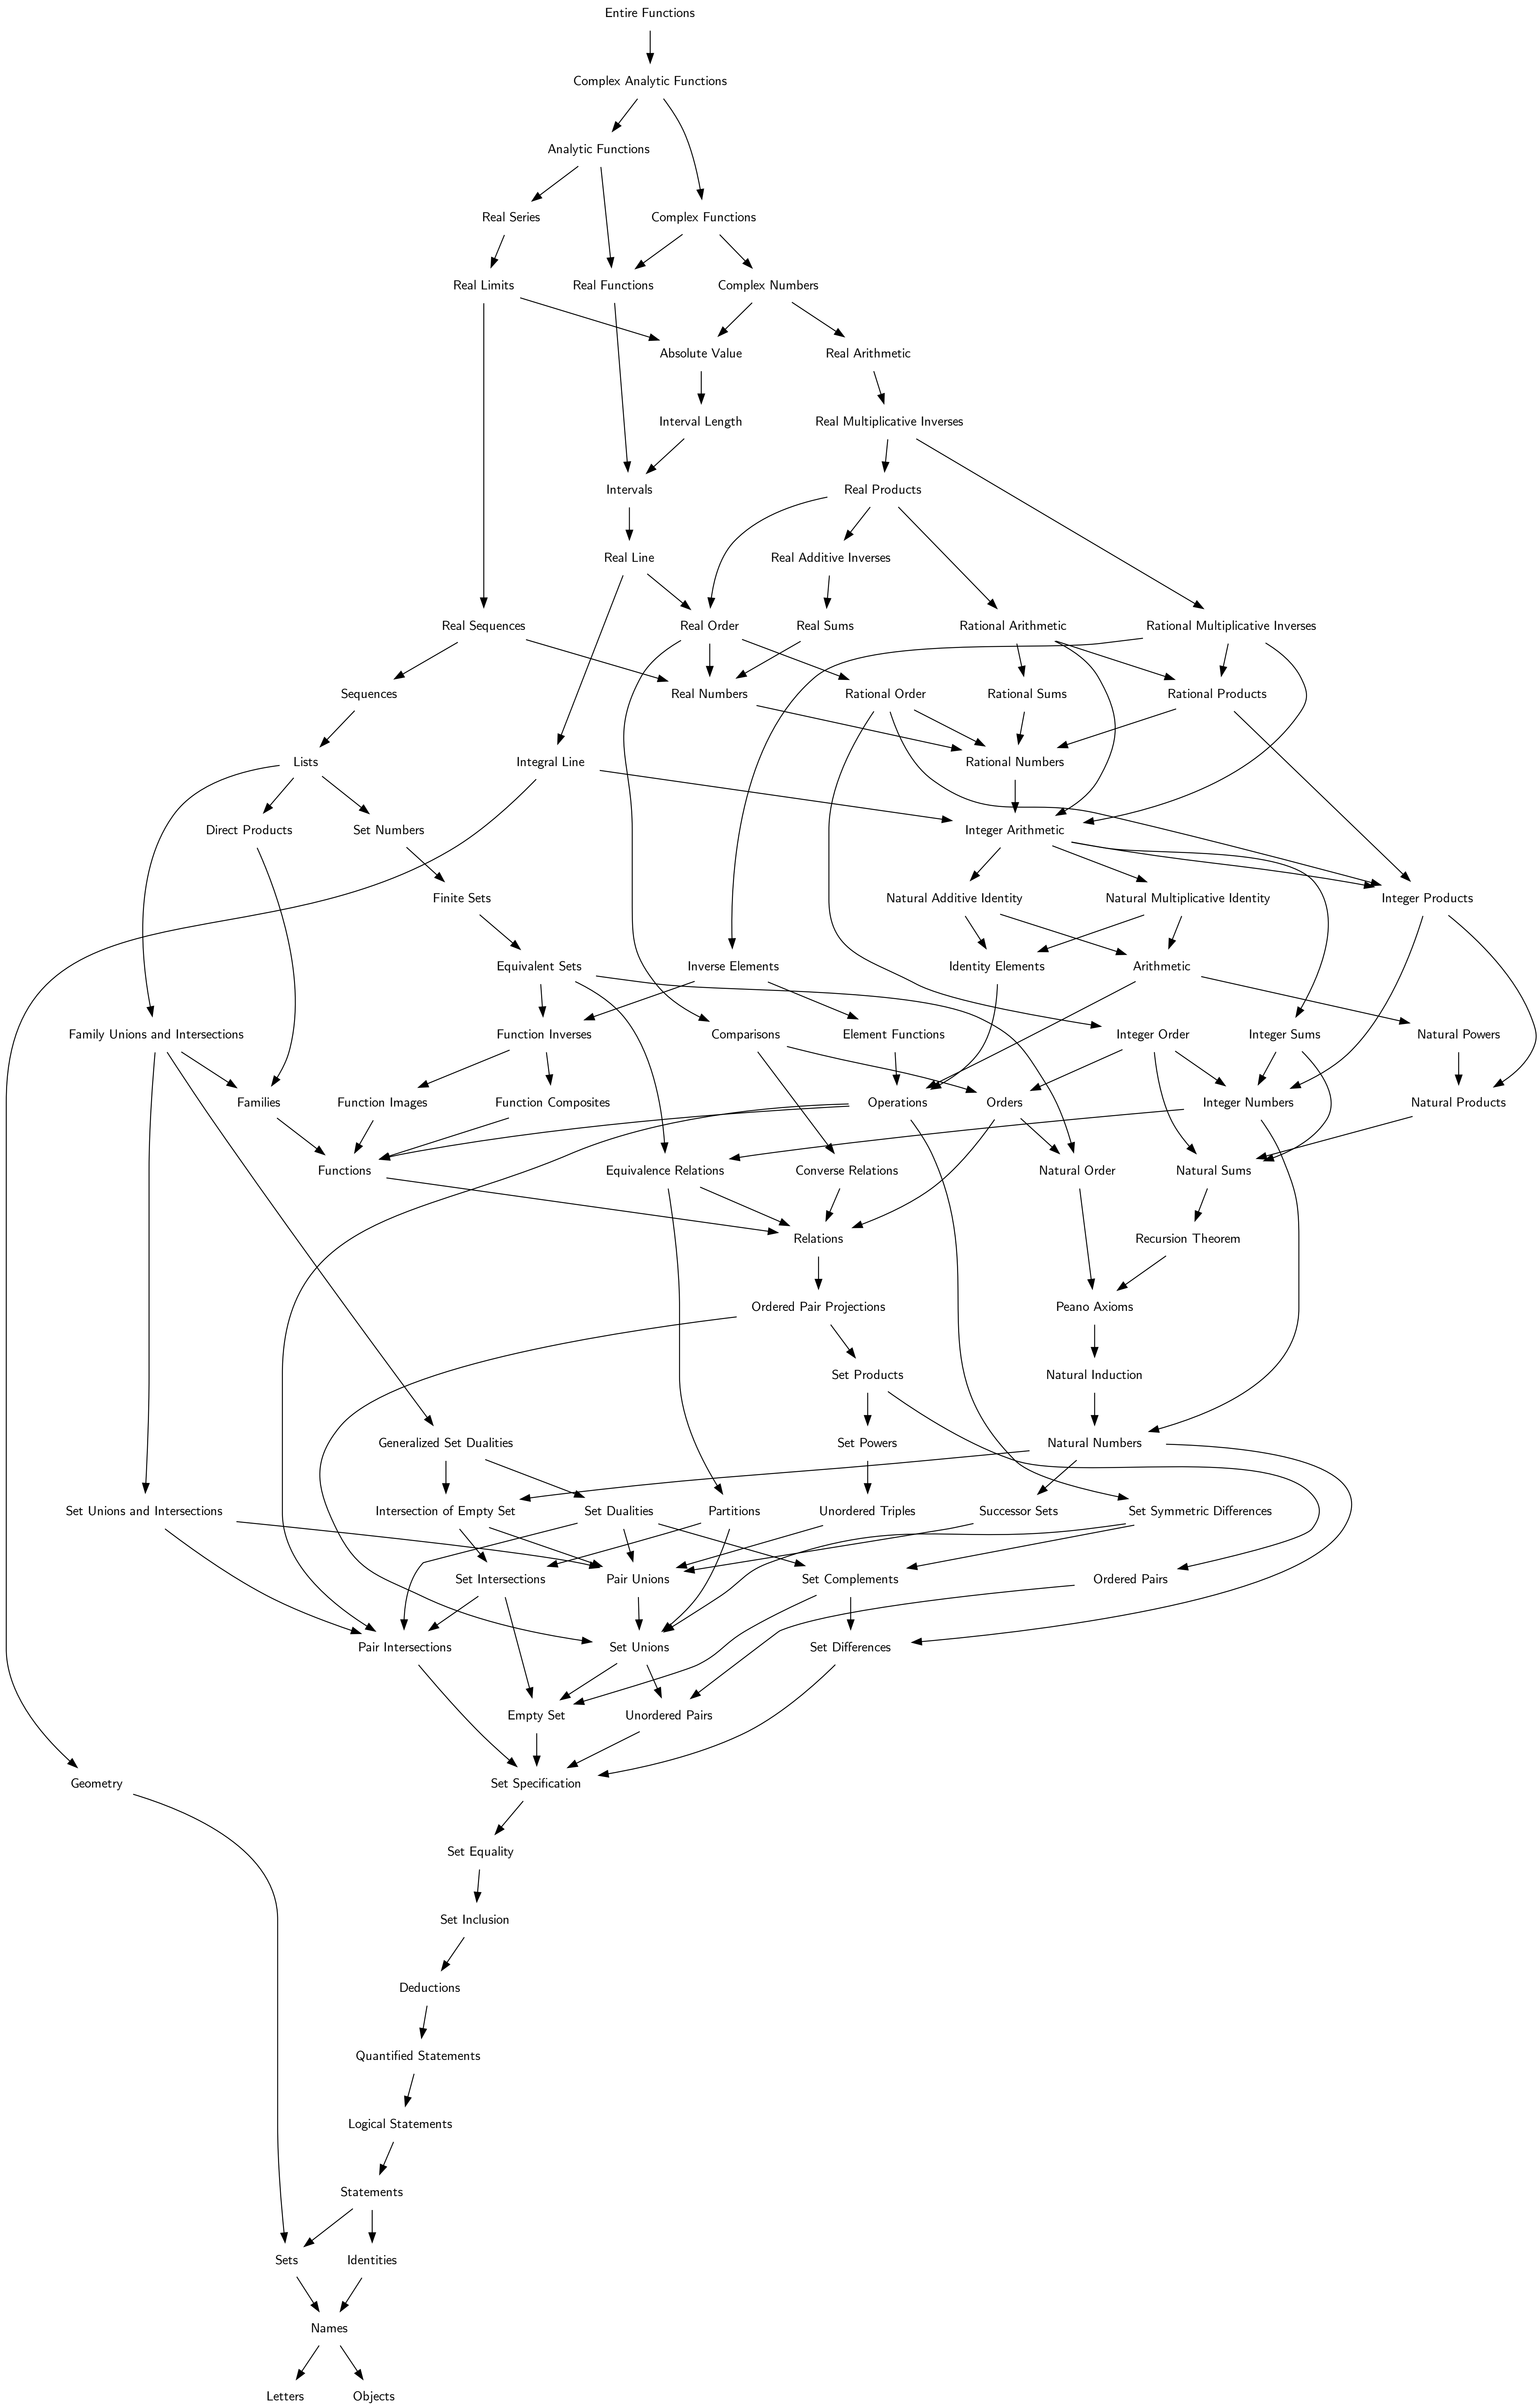 Entire Functions
Complex Analytic Functions
Analytic Functions
Real Series
Complex Functions
Real Limits
Real Functions
Complex Numbers
Absolute Value
Real Arithmetic
Interval Length
Real Multiplicative Inverses
Intervals
Real Products
Real Line
Real Additive Inverses
Real Sequences
Real Order
Real Sums
Rational Arithmetic
Rational Multiplicative Inverses
Sequences
Real Numbers
Rational Order
Rational Sums
Rational Products
Lists
Integral Line
Rational Numbers
Direct Products
Set Numbers
Integer Arithmetic
Finite Sets
Natural Additive Identity
Natural Multiplicative Identity
Integer Products
Equivalent Sets
Inverse Elements
Identity Elements
Arithmetic
Family Unions and Intersections
Function Inverses
Comparisons
Element Functions
Integer Order
Integer Sums
Natural Powers
Families
Function Images
Function Composites
Operations
Orders
Integer Numbers
Natural Products
Functions
Equivalence Relations
Converse Relations
Natural Order
Natural Sums
Relations
Recursion Theorem
Ordered Pair Projections
Peano Axioms
Set Products
Natural Induction
Generalized Set Dualities
Set Powers
Natural Numbers
Set Unions and Intersections
Intersection of Empty Set
Set Dualities
Partitions
Unordered Triples
Successor Sets
Set Symmetric Differences
Set Intersections
Pair Unions
Set Complements
Ordered Pairs
Pair Intersections
Set Unions
Set Differences
Empty Set
Unordered Pairs
Geometry
Set Specification
Set Equality
Set Inclusion
Deductions
Quantified Statements
Logical Statements
Statements
Sets
Identities
Names
Letters
Objects